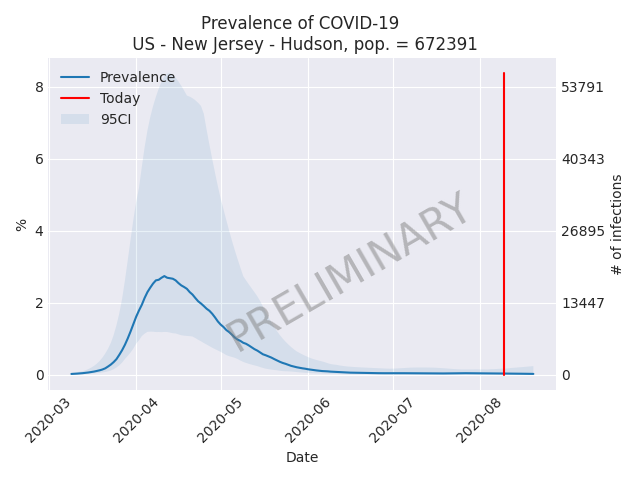 Prevalence of COVID-19
US - New Jersey - Hudson, pop. = 672391
Prevalence
Today
95CI
8
6
4
2
0
%
53791
40343
26895
13447
0
# of infections
PRELIMINARY
2020-03
2020-04
2020-05
2020-06
2020-07
2020-08
Date